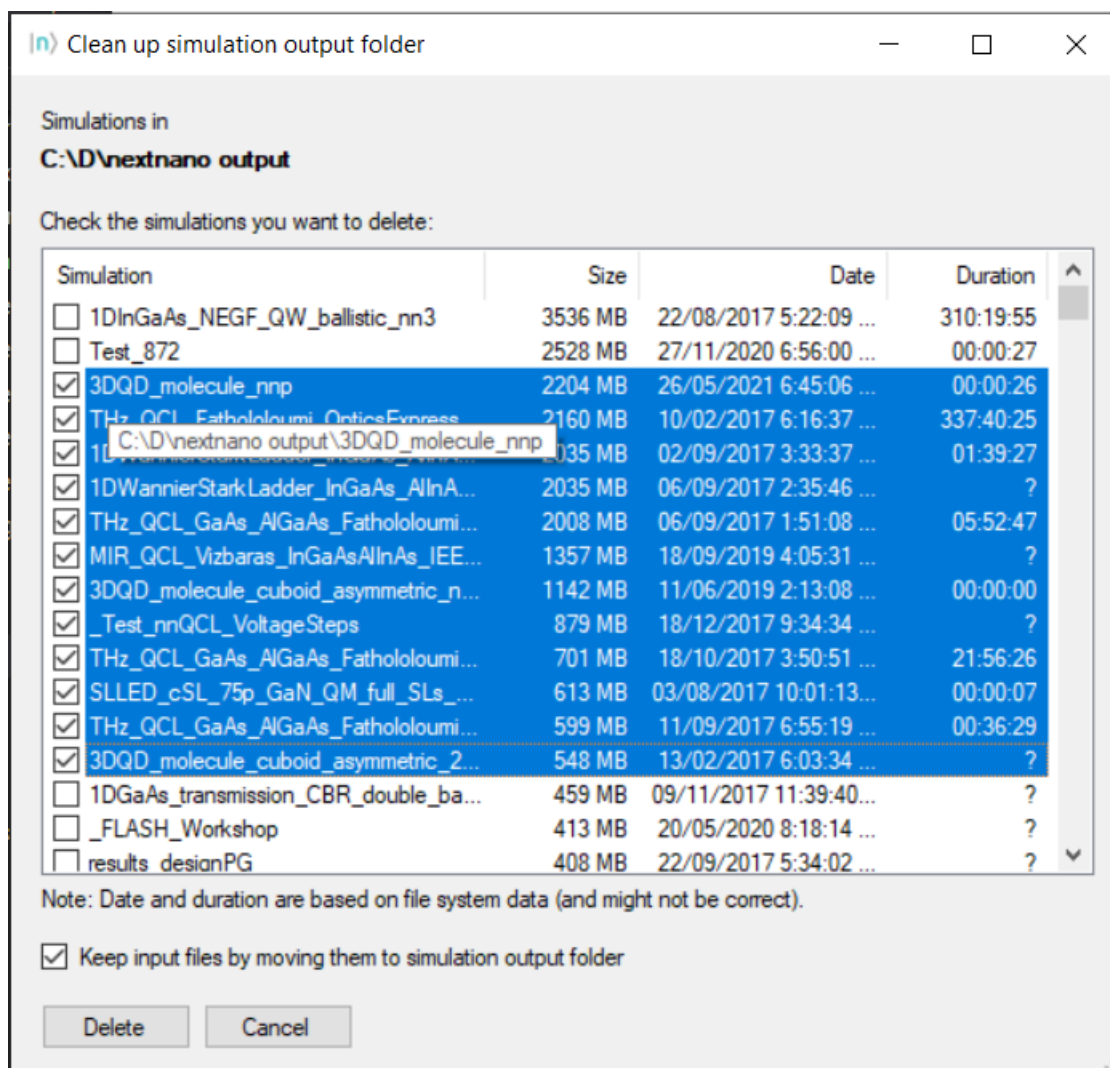 |n⟩ Clean up simulation output folder
Simulations in
C:\D\nextnano output
Check the simulations you want to delete:
Simulation Size Date Duration
1DInGaAs_NEGF_QW_ballistic_nn3 3536 MB 22/08/2017 5:22:09 ... 310:19:55
Test_872 2528 MB 27/11/2020 6:56:00 ... 00:00:27
3DQD_molecule_nnp 2204 MB 26/05/2021 6:45:06 ... 00:00:26
THz_QCL_Fathololoumi_OpticsExpress 2160 MB 10/02/2017 6:16:37 ... 337:40:25
C:\D\nextnano output\3DQD_molecule_nnp
035 MB 02/09/2017 3:33:37 ... 01:39:27
1DWannierStarkLadder_InGaAs_AlInA... 2035 MB 06/09/2017 2:35:46 ... ?
THz_QCL_GaAs_AlGaAs_Fathololoumi... 2008 MB 06/09/2017 1:51:08 ... 05:52:47
MIR_QCL_Vizbaras_InGaAsAlInAs_IEE... 1357 MB 18/09/2019 4:05:31 ... ?
3DQD_molecule_cuboid_asymmetric_n... 1142 MB 11/06/2019 2:13:08 ... 00:00:00
_Test_nnQCL_VoltageSteps 879 MB 18/12/2017 9:34:34 ... ?
THz_QCL_GaAs_AlGaAs_Fathololoumi... 701 MB 18/10/2017 3:50:51 ... 21:56:26
SLLED_cSL_75p_GaN_QM_full_SLs_... 613 MB 03/08/2017 10:01:13... 00:00:07
THz_QCL_GaAs_AlGaAs_Fathololoumi... 599 MB 11/09/2017 6:55:19 ... 00:36:29
3DQD_molecule_cuboid_asymmetric_2... 548 MB 13/02/2017 6:03:34 ... ?
1DGaAs_transmission_CBR_double_ba... 459 MB 09/11/2017 11:39:40... ?
_FLASH_Workshop 413 MB 20/05/2020 8:18:14 ... ?
results_designPG 408 MB 22/09/2017 5:34:02 ... ?
Note: Date and duration are based on file system data (and might not be correct).
Keep input files by moving them to simulation output folder
Delete Cancel